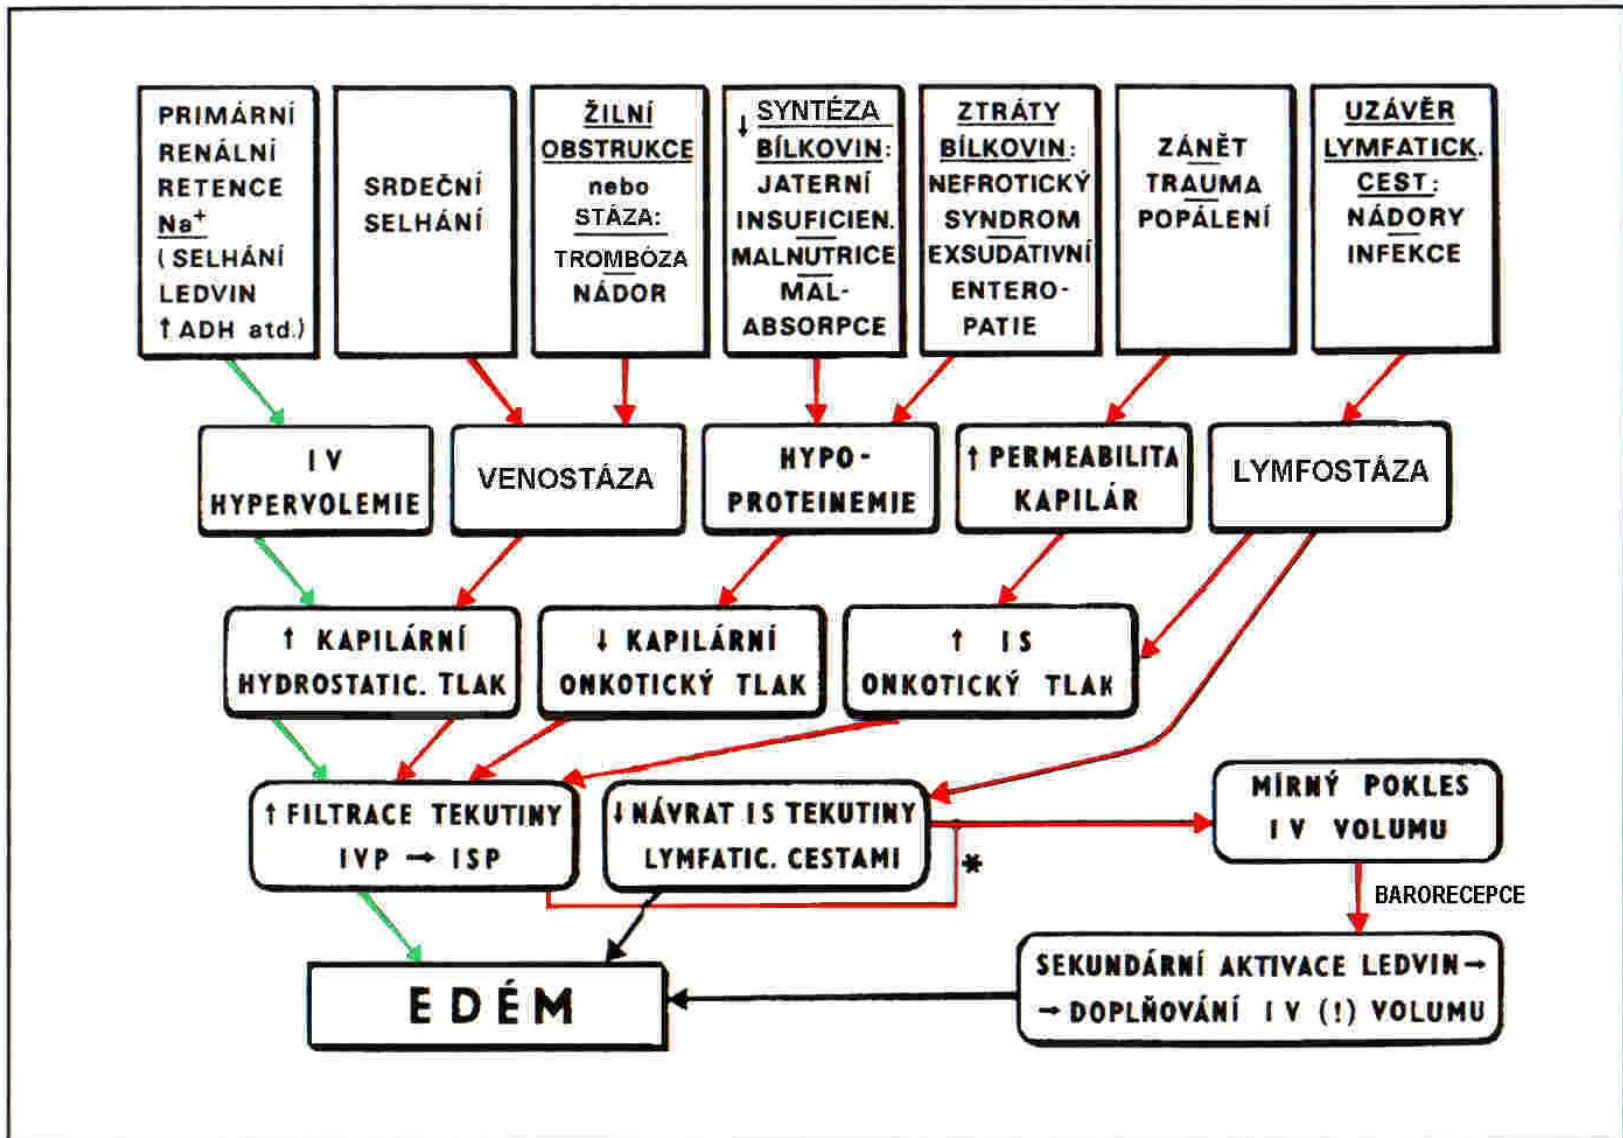 PRIMÁRNÍ
RENÁLNÍ
RETENCE
Na⁺
(SELHÁNÍ
LEDVIN
↑ ADH atd.)
SRDEČNÍ
SELHÁNÍ
ŽILNÍ
OBSTRUKCE
nebo
STÁZA:
TROMBÓZA
NÁDOR
↓ SYNTÉZA
BÍLKOVIN:
JATERNÍ
INSUFICIEN.
MALNUTRICE
MAL-
ABSORPCE
ZTRÁTY
BÍLKOVIN:
NEFROTICKÝ
SYNDROM
EXSUDATIVNÍ
ENTERO-
PATIE
ZÁNĚT
TRAUMA
POPÁLENÍ
UZÁVĚR
LYMFATICK.
CEST:
NÁDORY
INFEKCE
IV
HYPERVOLEMIE
VENOSTÁZA
HYPO-
PROTEINEMIE
↑ PERMEABILITA
KAPILÁR
LYMFOSTÁZA
↑ KAPILÁRNÍ
HYDROSTATIC. TLAK
↓ KAPILÁRNÍ
ONKOTICKÝ TLAK
↑ IS
ONKOTICKÝ TLAK
↑ FILTRACE TEKUTINY
IVP → ISP
↓ NÁVRAT IS TEKUTINY
LYMFATIC. CESTAMI
*
MÍRNÝ POKLES
IV VOLUMU
BARORECEPCE
SEKUNDÁRNÍ AKTIVACE LEDVIN →
→ DOPLŇOVÁNÍ IV (!) VOLUMU
EDÉM